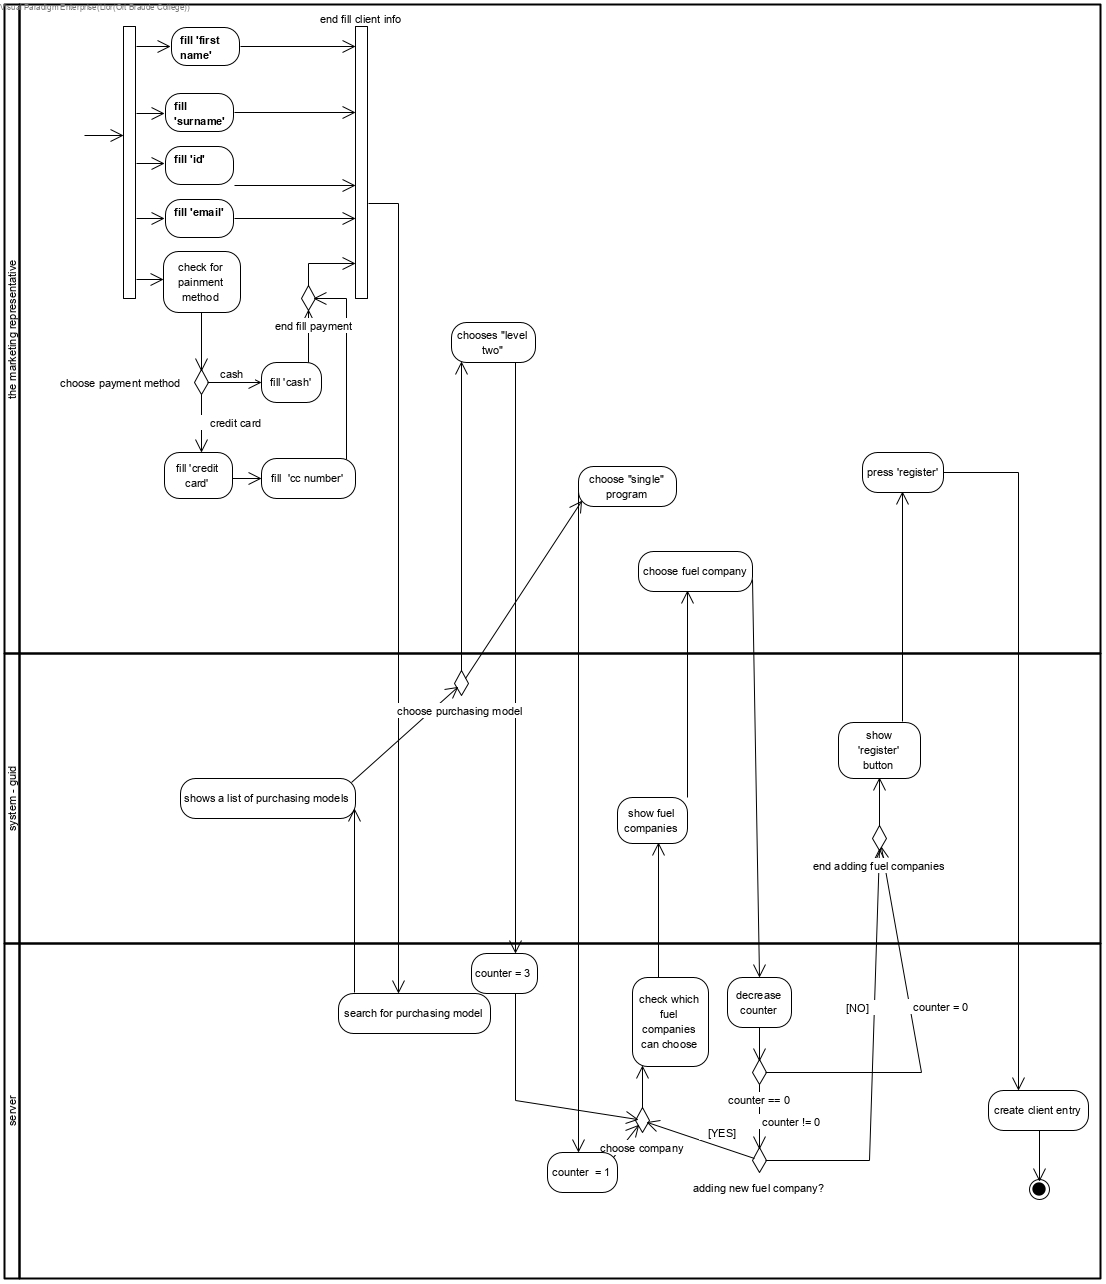 Visual Paradigm Enterprise(Dor(Ort Braude College))
end fill client info
fill 'first
name'
fill
'surname'
fill 'id'
fill 'email'
check for
painment
method
end fill payment
choose payment method
cash
fill 'cash'
credit card
fill 'credit
card'
fill 'cc number'
chooses "level
two"
choose "single"
program
press 'register'
choose fuel company
the marketing representative
choose purchasing model
show
'register'
button
shows a list of purchasing models
show fuel
companies
end adding fuel companies
system - guid
counter = 3
search for purchasing model
check which
fuel
companies
can choose
decrease
counter
[NO]
counter = 0
counter == 0
counter != 0
[YES]
choose company
counter = 1
adding new fuel company?
create client entry
server